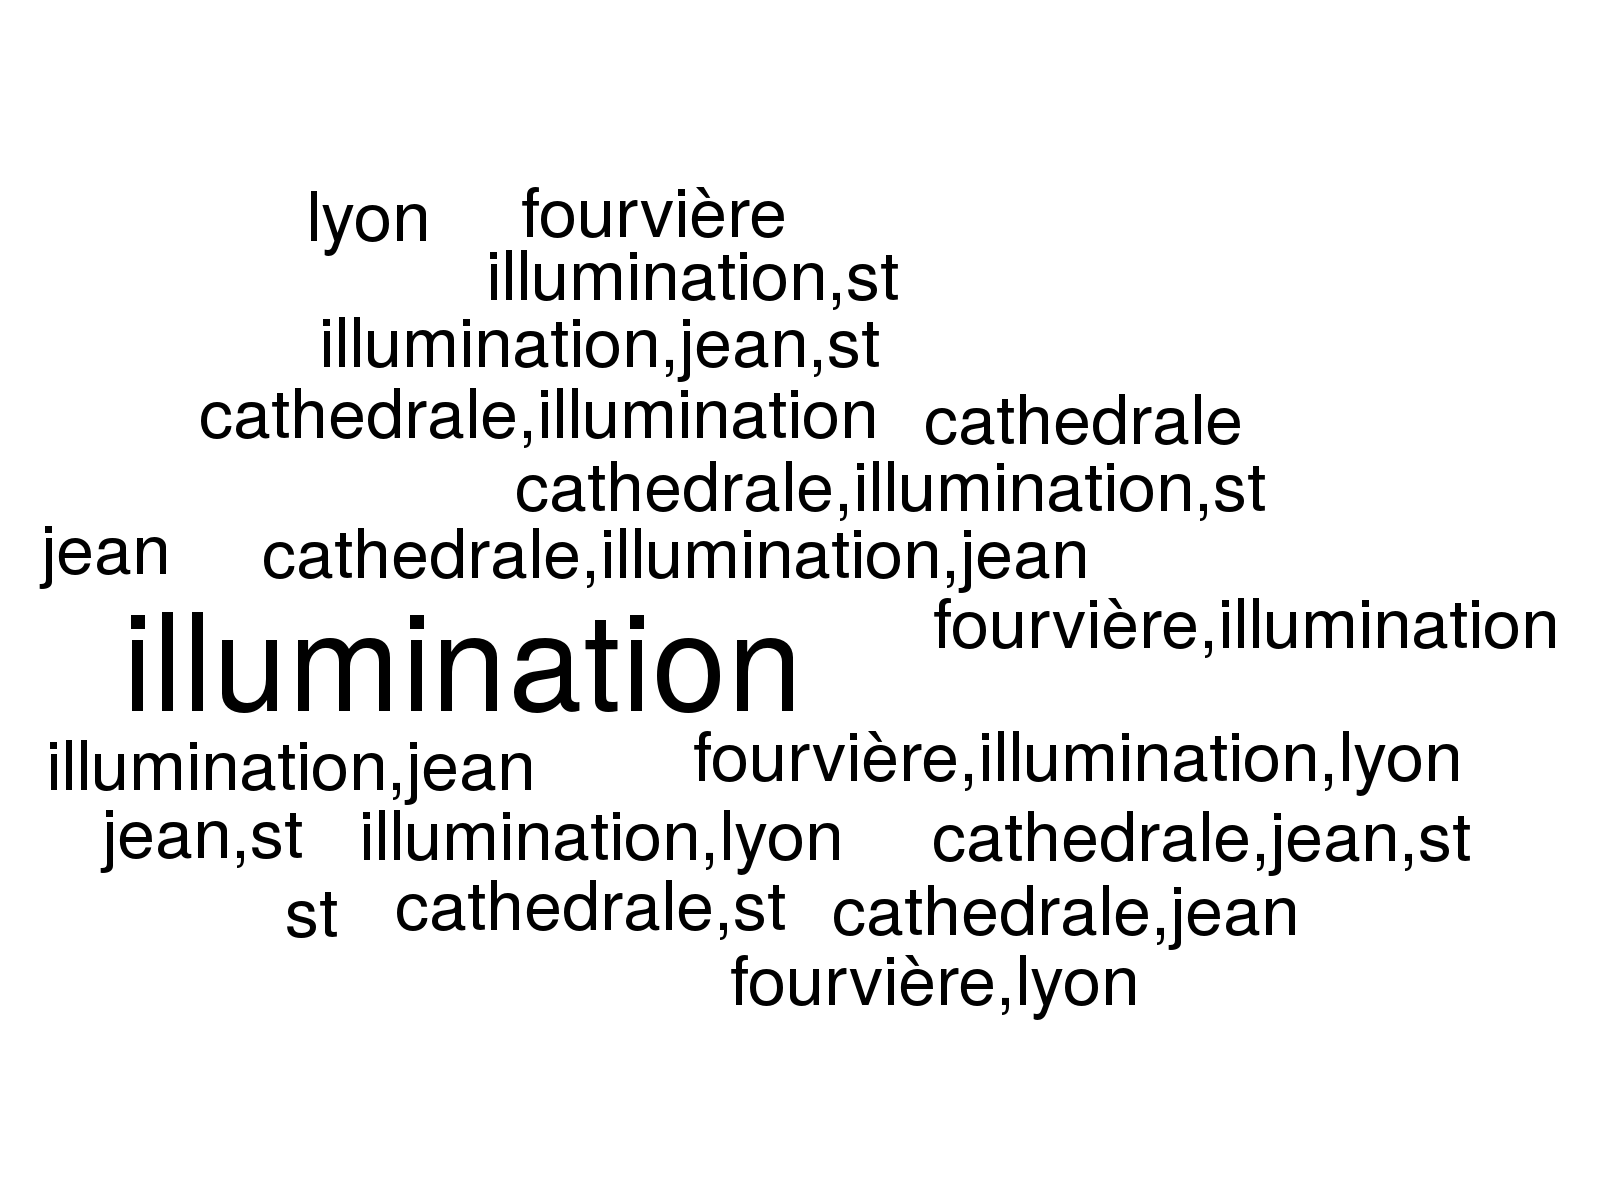 lyon fourvière
illumination,st
illumination,jean,st
cathedrale,illumination cathedrale
cathedrale,illumination,st
jean cathedrale,illumination,jean
fourvière,illumination
illumination
illumination,jean fourvière,illumination,lyon
jean,st illumination,lyon cathedrale,jean,st
st cathedrale,st cathedrale,jean
fourvière,lyon